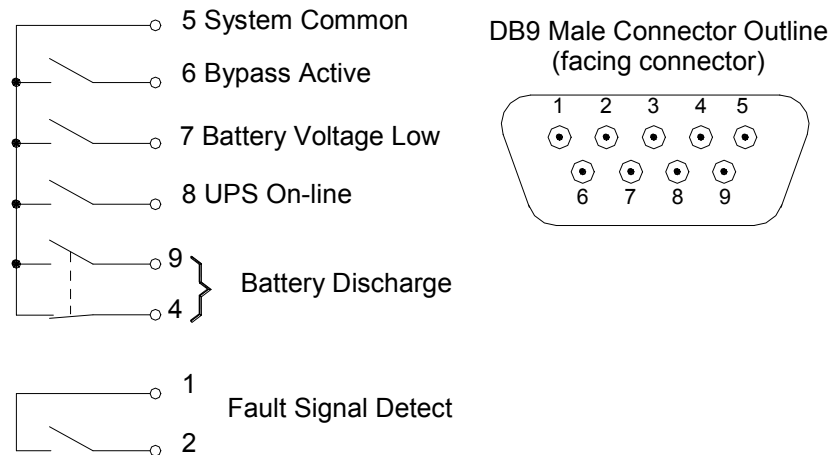 5 System Common
6 Bypass Active
7 Battery Voltage Low
8 UPS On-line
9
4
Battery Discharge
1
2
Fault Signal Detect
DB9 Male Connector Outline
(facing connector)
1 2 3 4 5
6 7 8 9